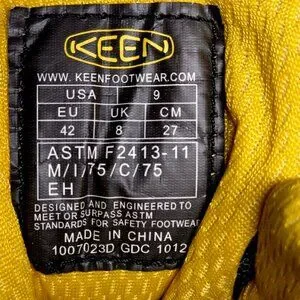 KEEN
WWW.KEENFOOTWEAR.COM
USA 9
EU UK CM
42 8 27
ASTM F2413-11
M/I/75/C/75
EH
DESIGNED AND ENGINEERED TO
MEET OR SURPASS ASTM
STANDARDS FOR SAFETY FOOTWEAR
MADE IN CHINA
1007023D GDC 1012